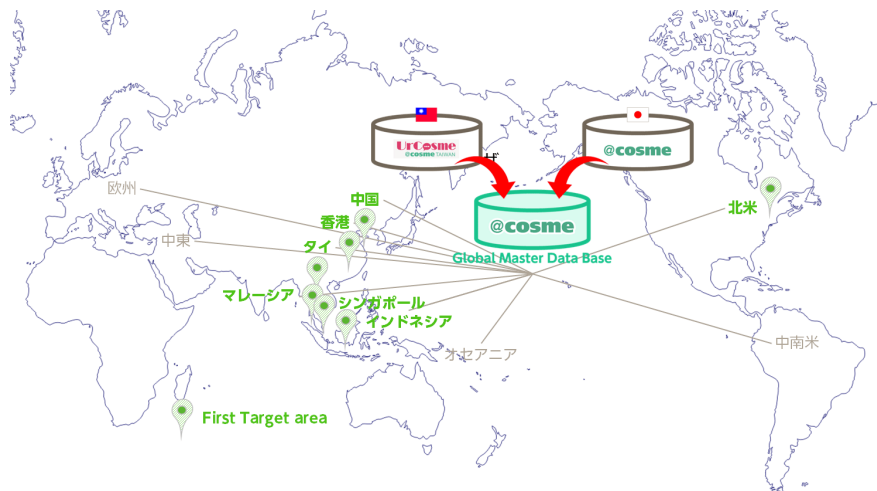 UrCosme
@cosme TAIWAN
ザ
@cosme
欧州
中国
北米
香港
@cosme
中東
タイ
Global Master Data Base
マレーシア
シンガポール
インドネシア
オセアニア
中南米
First Target area